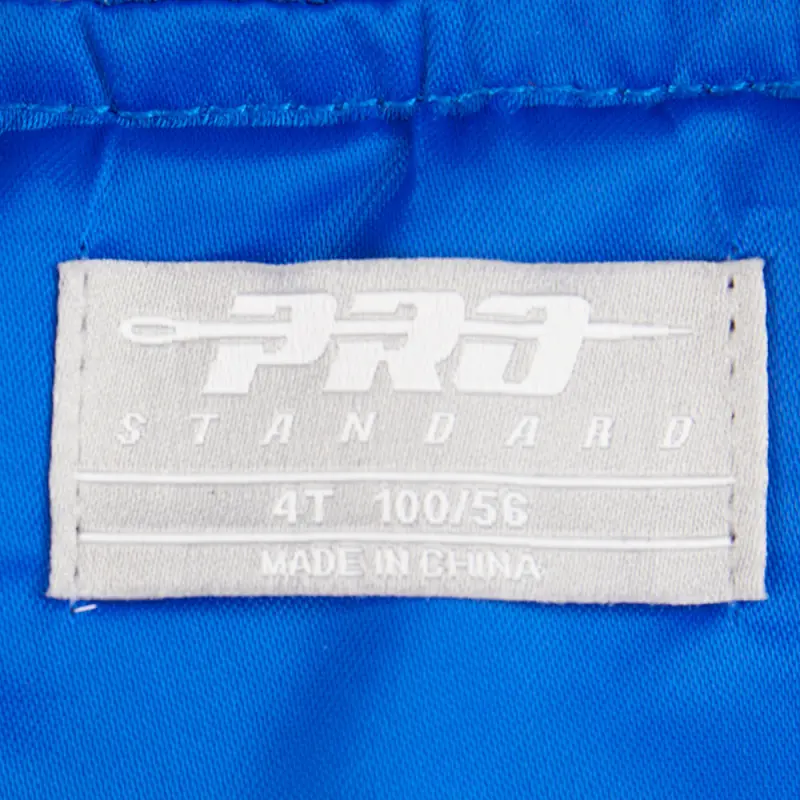 PRO
STANDARD
4T 100/56
MADE IN CHINA